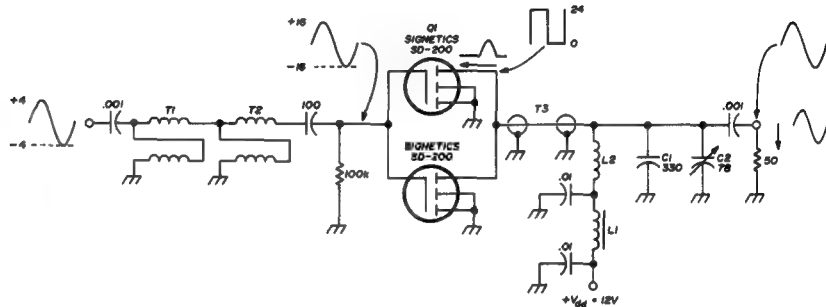 24
0
Q1
SIGNETICS
SD-200
+16
-16
+4
-4
.001
T1
T2
100
100k
SIGNETICS
SD-200
T3
.001
L2
C1
330
C2
78
50
.01
L1
.01
+Vdd = 12V